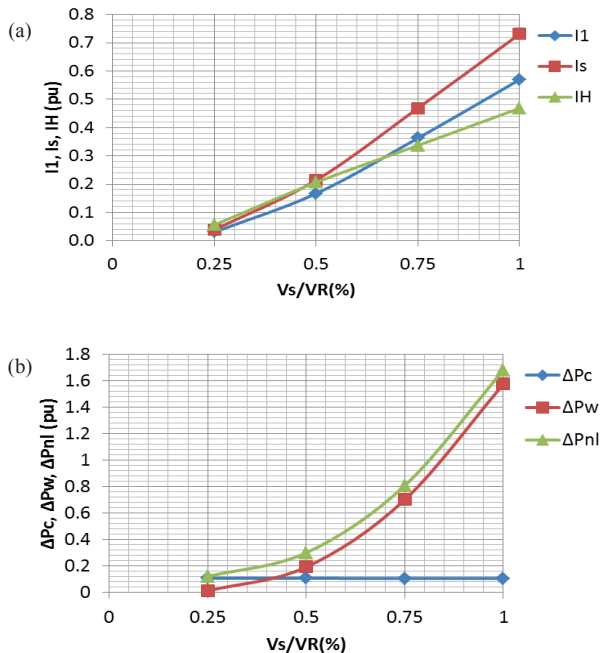 (a)
I1, Is, IH (pu)
0.8
0.7
0.6
0.5
0.4
0.3
0.2
0.1
0.0
0
0.25
0.5
0.75
1
Vs/VR(%)
I1
Is
IH
(b)
ΔPc, ΔPw, ΔPnl (pu)
1.8
1.6
1.4
1.2
1
0.8
0.6
0.4
0.2
0
0
0.25
0.5
0.75
1
Vs/VR(%)
ΔPc
ΔPw
ΔPnl